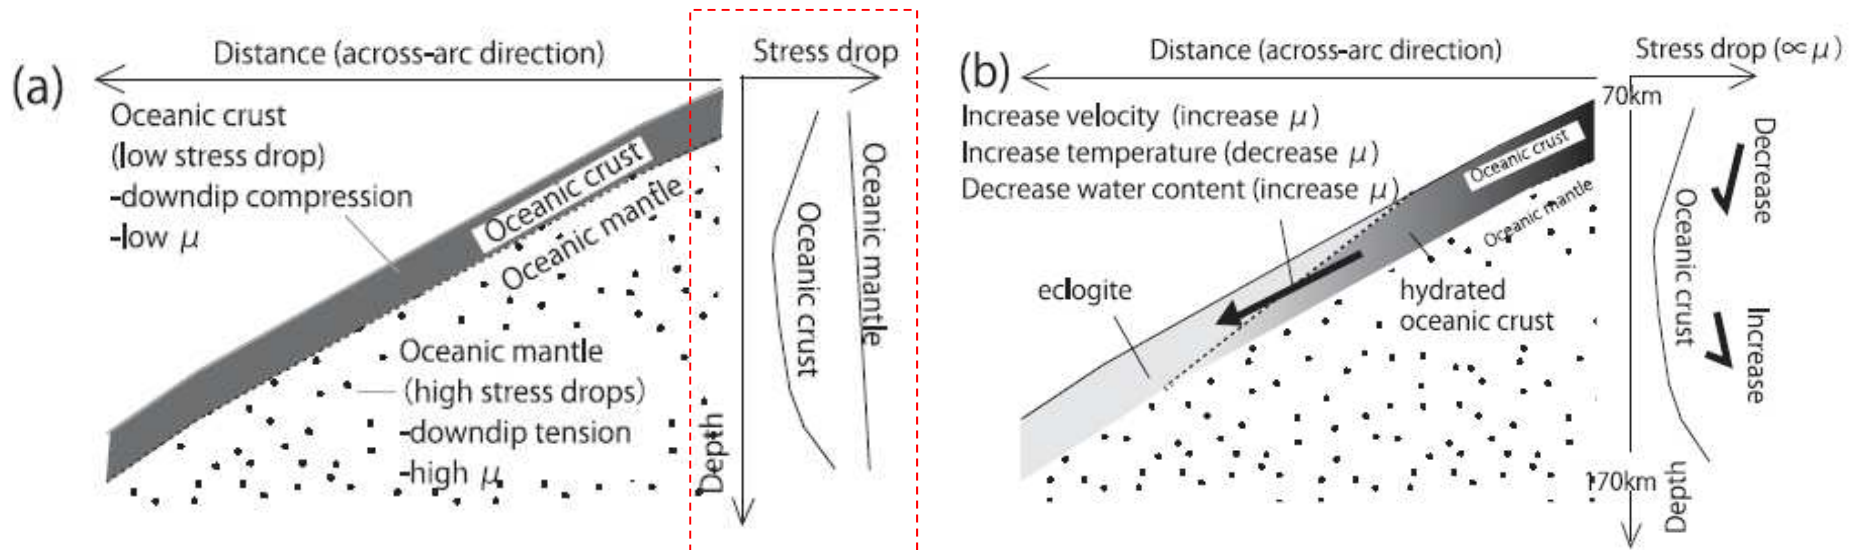 (a)
Distance (across-arc direction)
Oceanic crust
(low stress drop)
-downdip compression
-low μ
Oceanic crust
Oceanic mantle
Oceanic mantle
(high stress drops)
-downdip tension
-high μ
Stress drop
Oceanic crust
Oceanic mantle
Depth
(b)
Distance (across-arc direction)
Increase velocity (increase μ)
Increase temperature (decrease μ)
Decrease water content (increase μ)
Oceanic crust
Oceanic mantle
eclogite
hydrated
oceanic crust
Stress drop (∝ μ)
70km
Oceanic crust
Decrease
Increase
170km
Depth